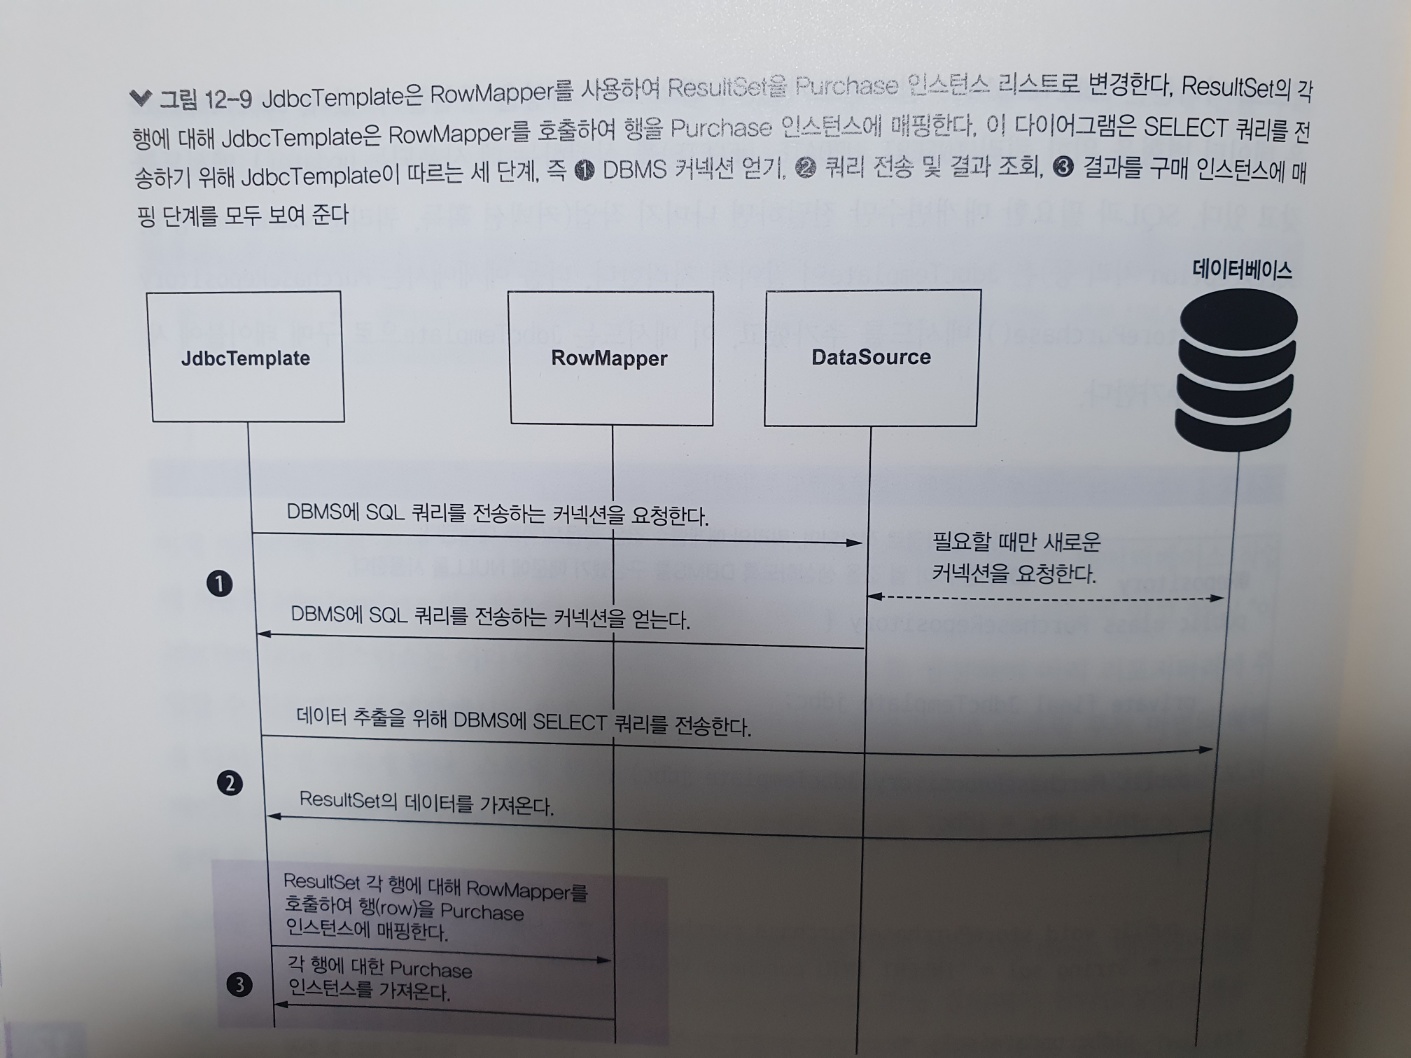 그림 12-9 JdbcTemplate은 RowMapper를 사용하여 ResultSet을 Purchase 인스턴스 리스트로 변경한다. ResultSet의 각
행에 대해 JdbcTemplate은 RowMapper를 호출하여 행을 Purchase 인스턴스에 매핑한다. 이 다이어그램은 SELECT 쿼리를 전
송하기 위해 JdbcTemplate이 따르는 세 단계, 즉 ❶ DBMS 커넥션 얻기, ❷ 쿼리 전송 및 결과 조회, ❸ 결과를 구매 인스턴스에 매
핑 단계를 모두 보여 준다
데이터베이스
JdbcTemplate
RowMapper
DataSource
DBMS에 SQL 쿼리를 전송하는 커넥션을 요청한다.
필요할 때만 새로운
커넥션을 요청한다.
❶
DBMS에 SQL 쿼리를 전송하는 커넥션을 얻는다.
데이터 추출을 위해 DBMS에 SELECT 쿼리를 전송한다.
❷
ResultSet의 데이터를 가져온다.
ResultSet 각 행에 대해 RowMapper를
호출하여 행(row)을 Purchase
인스턴스에 매핑한다.
❸
각 행에 대한 Purchase
인스턴스를 가져온다.